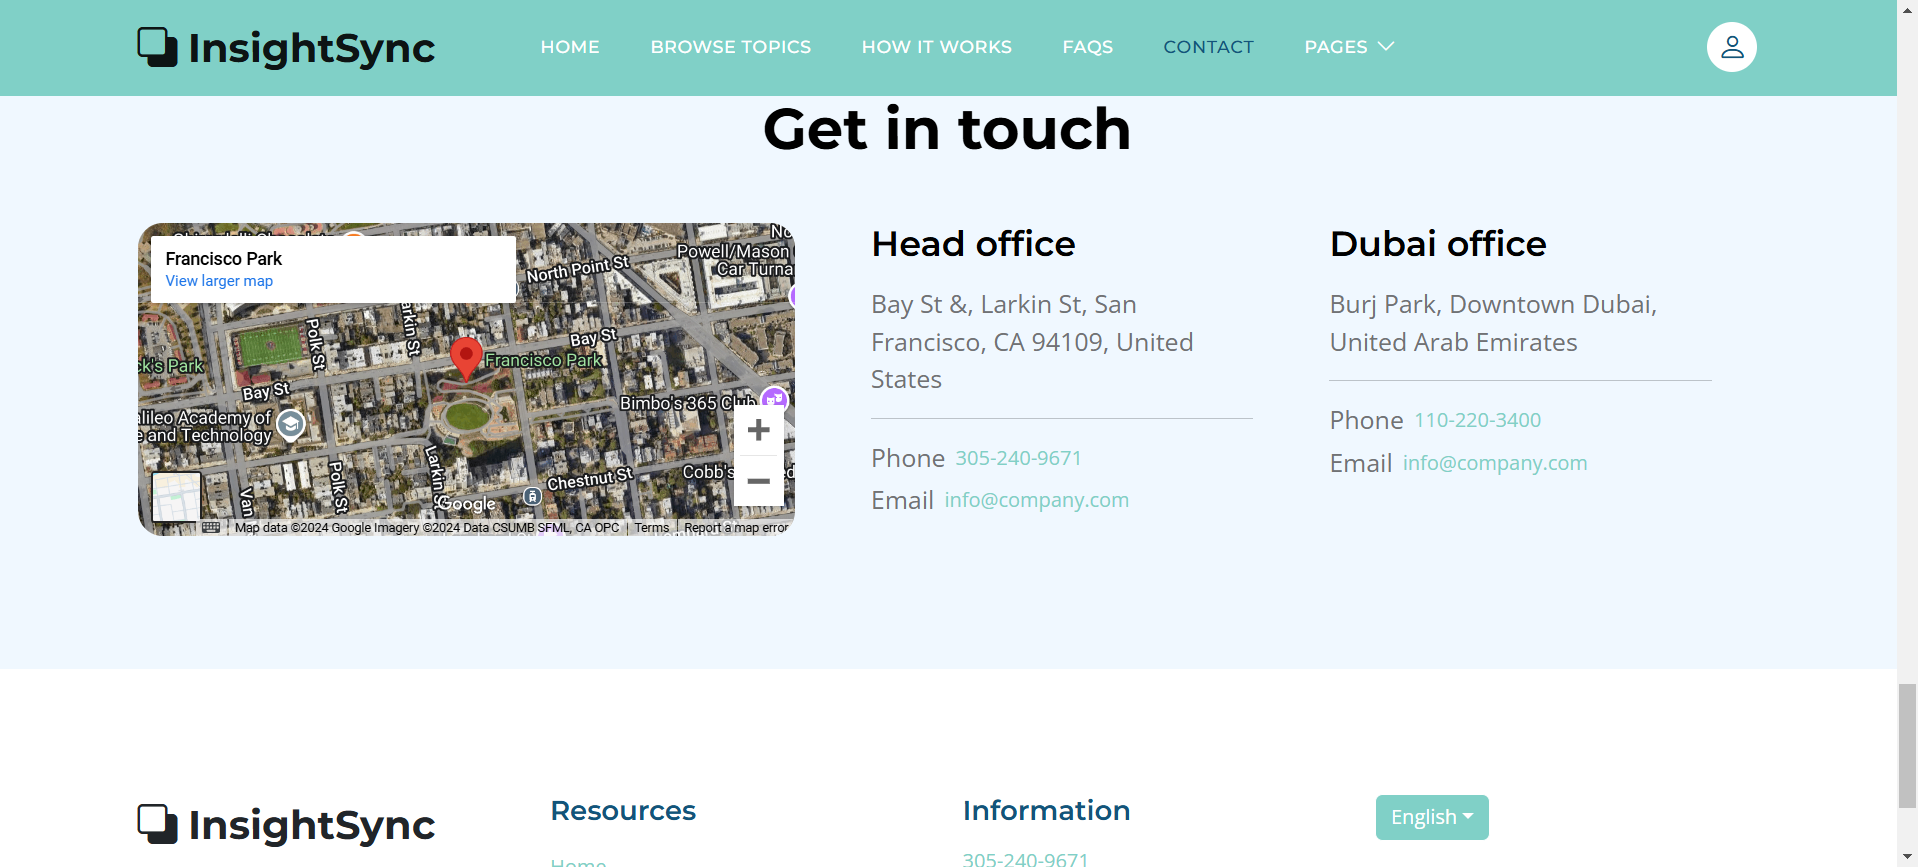 InsightSync
HOME
BROWSE TOPICS
HOW IT WORKS
FAQS
CONTACT
PAGES
Get in touch
Francisco Park
View larger map
North Point St
Powell/Mason
Car Turna
Polk St
Larkin St
Bay St
Francisco Park
ck's Park
Bay St
alileo Academy of
e and Technology
Bimbo's 365 Club
Larkin St
Polk St
Van
Chestnut St
Cobb's
Google
Map data ©2024 Google Imagery ©2024 Data CSUMB SFML, CA OPC
Terms
Report a map error
Head office
Bay St &, Larkin St, San
Francisco, CA 94109, United
States
Phone 305-240-9671
Email info@company.com
Dubai office
Burj Park, Downtown Dubai,
United Arab Emirates
Phone 110-220-3400
Email info@company.com
InsightSync
Resources
Home
Information
305-240-9671
English